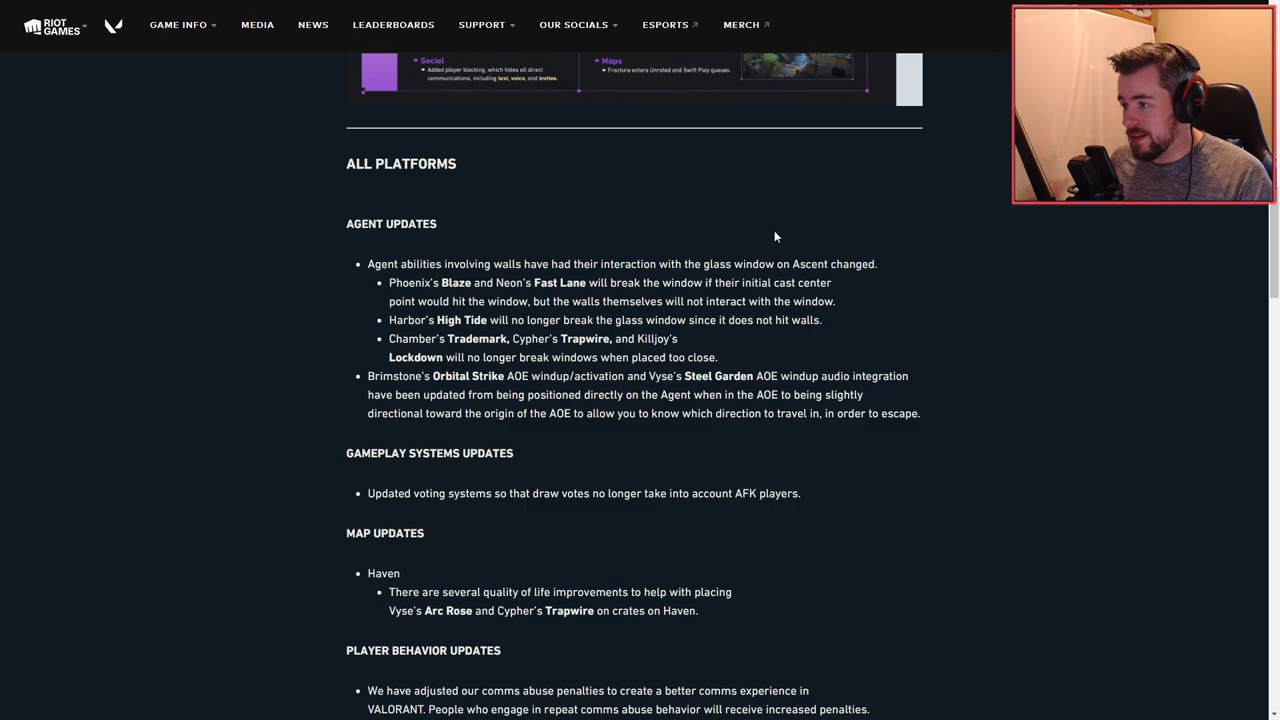 RIOT GAMES
GAME INFO MEDIA NEWS LEADERBOARDS SUPPORT OUR SOCIALS ESPORTS MERCH
Social
Added player blocking, which hides all direct
communications, including text, voice, and invites.
Maps
Fracture enters Unrated and Swift Play queues.
ALL PLATFORMS
AGENT UPDATES
• Agent abilities involving walls have had their interaction with the glass window on Ascent changed.
• Phoenix's Blaze and Neon's Fast Lane will break the window if their initial cast center
point would hit the window, but the walls themselves will not interact with the window.
• Harbor's High Tide will no longer break the glass window since it does not hit walls.
• Chamber's Trademark, Cypher's Trapwire, and Killjoy's
Lockdown will no longer break windows when placed too close.
• Brimstone's Orbital Strike AOE windup/activation and Vyse's Steel Garden AOE windup audio integration
have been updated from being positioned directly on the Agent when in the AOE to being slightly
directional toward the origin of the AOE to allow you to know which direction to travel in, in order to escape.
GAMEPLAY SYSTEMS UPDATES
• Updated voting systems so that draw votes no longer take into account AFK players.
MAP UPDATES
• Haven
• There are several quality of life improvements to help with placing
Vyse's Arc Rose and Cypher's Trapwire on crates on Haven.
PLAYER BEHAVIOR UPDATES
• We have adjusted our comms abuse penalties to create a better comms experience in
VALORANT. People who engage in repeat comms abuse behavior will receive increased penalties.